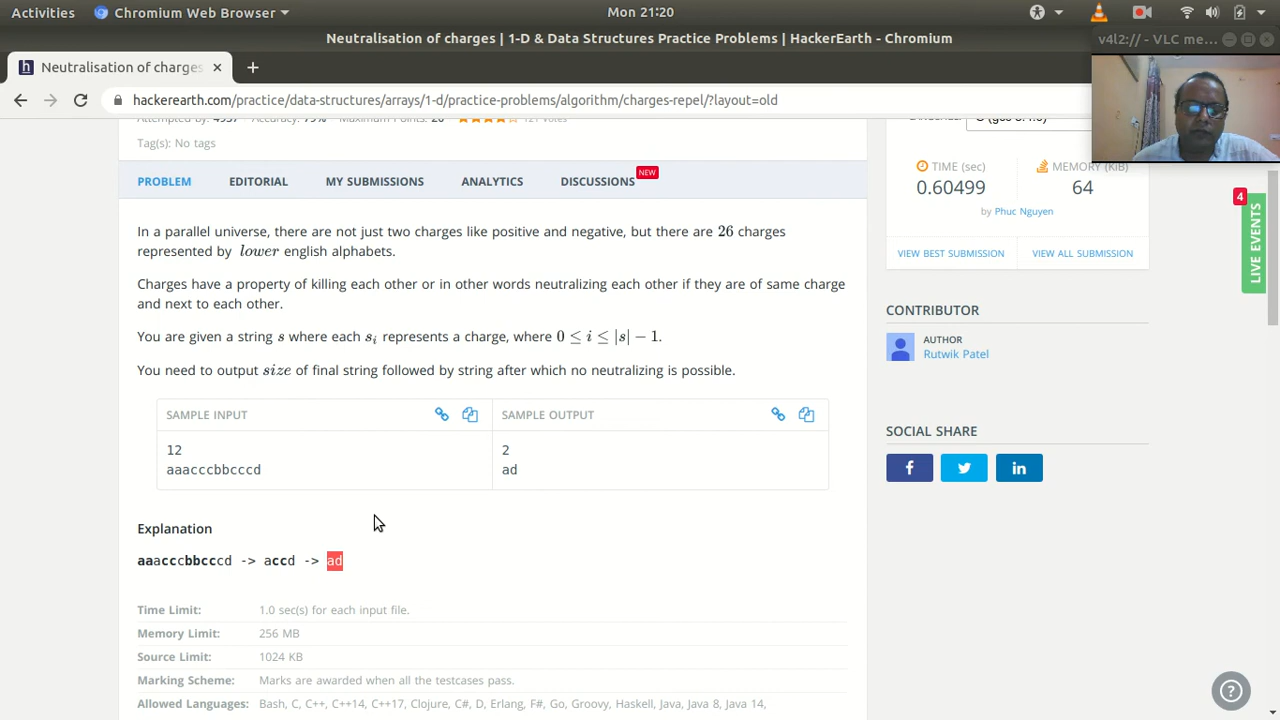 Activities
Chromium Web Browser
Mon 21:20
Neutralisation of charges | 1-D & Data Structures Practice Problems | HackerEarth - Chromium
v4l2:// - VLC me...
Neutralisation of charges
hackerearth.com/practice/data-structures/arrays/1-d/practice-problems/algorithm/charges-repel/?layout=old
Tag(s): No tags
PROBLEM
EDITORIAL
MY SUBMISSIONS
ANALYTICS
DISCUSSIONS
NEW
In a parallel universe, there are not just two charges like positive and negative, but there are 26 charges
represented by lower english alphabets.
Charges have a property of killing each other or in other words neutralizing each other if they are of same charge
and next to each other.
You are given a string s where each sᵢ represents a charge, where 0 ≤ i ≤ |s| − 1.
You need to output size of final string followed by string after which no neutralizing is possible.
SAMPLE INPUT
12
aaacccbbcccd
SAMPLE OUTPUT
2
ad
Explanation
aaacccbbcccd -> accd -> ad
Time Limit: 1.0 sec(s) for each input file.
Memory Limit: 256 MB
Source Limit: 1024 KB
Marking Scheme: Marks are awarded when all the testcases pass.
Allowed Languages: Bash, C, C++, C++14, C++17, Clojure, C#, D, Erlang, F#, Go, Groovy, Haskell, Java, Java 8, Java 14,
TIME (sec)
0.60499
MEMORY (KiB)
64
by Phuc Nguyen
VIEW BEST SUBMISSION
VIEW ALL SUBMISSION
CONTRIBUTOR
AUTHOR
Rutwik Patel
SOCIAL SHARE
4
LIVE EVENTS